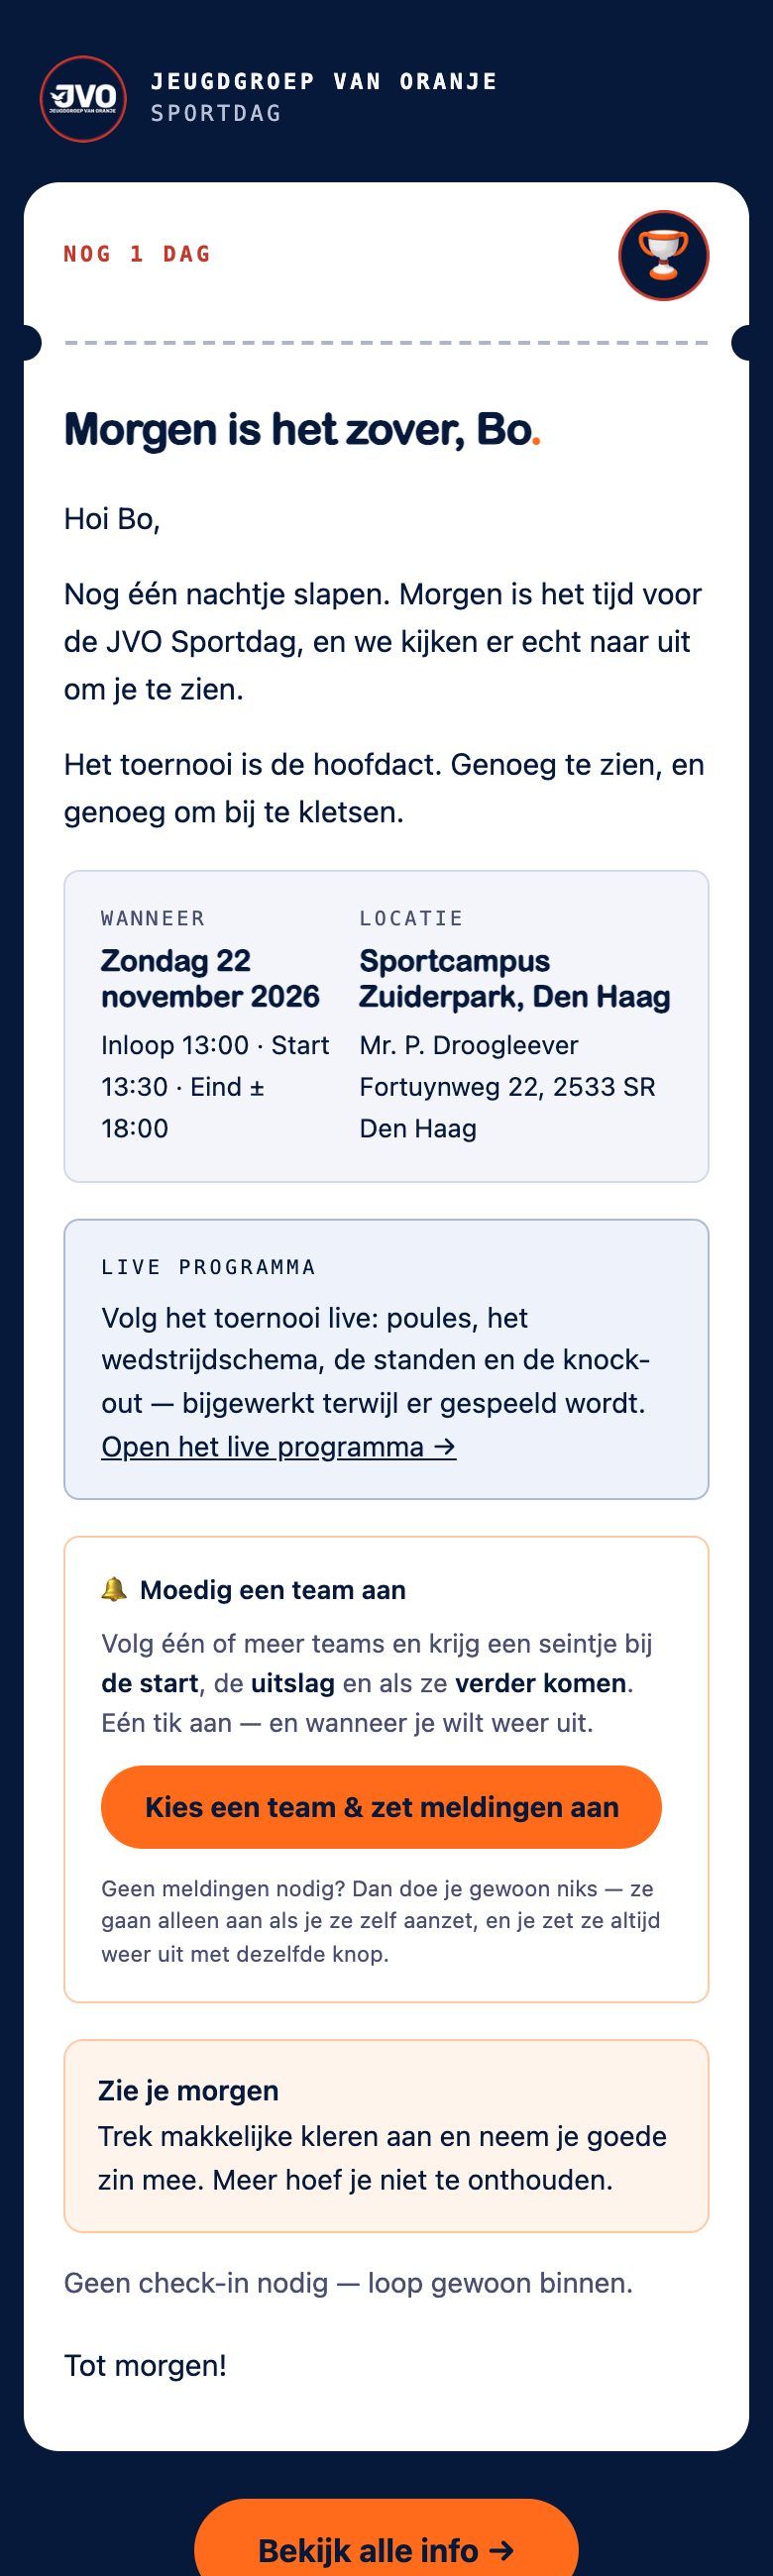 JVO
JEUGDGROEP VAN ORANJE
JEUGDGROEP VAN ORANJE
SPORTDAG
NOG 1 DAG
Morgen is het zover, Bo.
Hoi Bo,
Nog één nachtje slapen. Morgen is het tijd voor
de JVO Sportdag, en we kijken er echt naar uit
om je te zien.
Het toernooi is de hoofdact. Genoeg te zien, en
genoeg om bij te kletsen.
WANNEER
Zondag 22
november 2026
Inloop 13:00 · Start
13:30 · Eind ±
18:00
LOCATIE
Sportcampus
Zuiderpark, Den Haag
Mr. P. Droogleever
Fortuynweg 22, 2533 SR
Den Haag
LIVE PROGRAMMA
Volg het toernooi live: poules, het
wedstrijdschema, de standen en de knock-
out — bijgewerkt terwijl er gespeeld wordt.
Open het live programma →
🔔 Moedig een team aan
Volg één of meer teams en krijg een seintje bij
de start, de uitslag en als ze verder komen.
Eén tik aan — en wanneer je wilt weer uit.
Kies een team & zet meldingen aan
Geen meldingen nodig? Dan doe je gewoon niks — ze
gaan alleen aan als je ze zelf aanzet, en je zet ze altijd
weer uit met dezelfde knop.
Zie je morgen
Trek makkelijke kleren aan en neem je goede
zin mee. Meer hoef je niet te onthouden.
Geen check-in nodig — loop gewoon binnen.
Tot morgen!
Bekijk alle info →